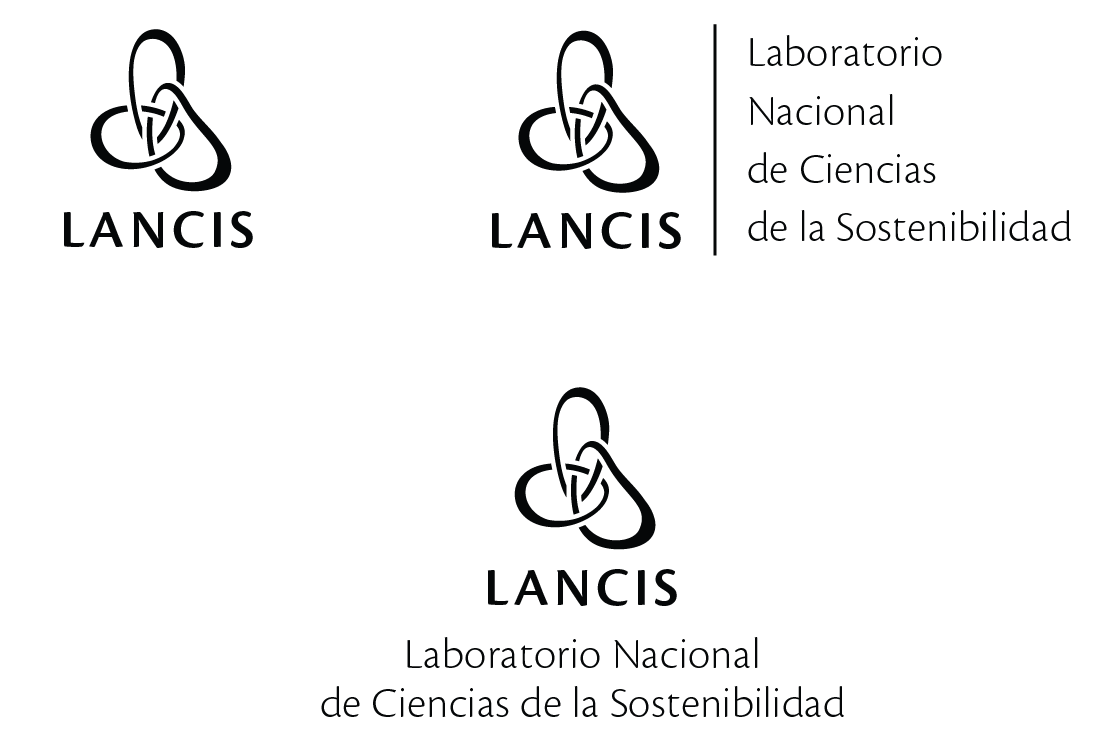 LANCIS
LANCIS
Laboratorio
Nacional
de Ciencias
de la Sostenibilidad
LANCIS
Laboratorio Nacional
de Ciencias de la Sostenibilidad